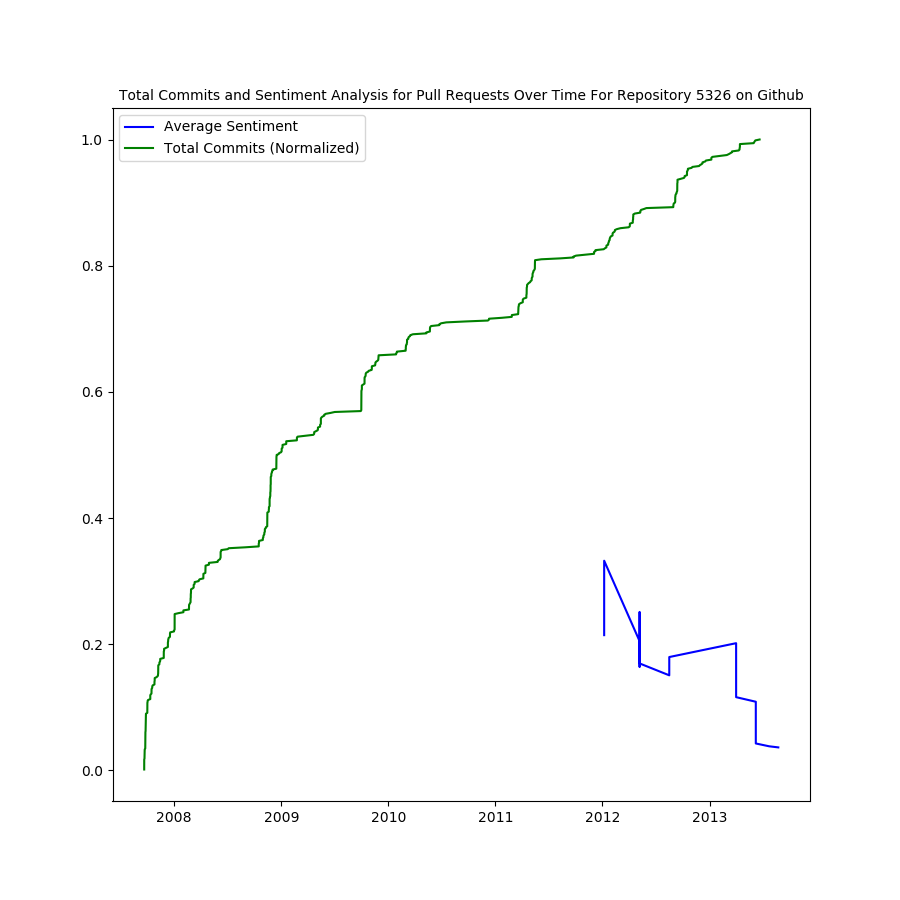 Total Commits and Sentiment Analysis for Pull Requests Over Time For Repository 5326 on Github
Average Sentiment
Total Commits (Normalized)
1.0
0.8
0.6
0.4
0.2
0.0
2008 2009 2010 2011 2012 2013